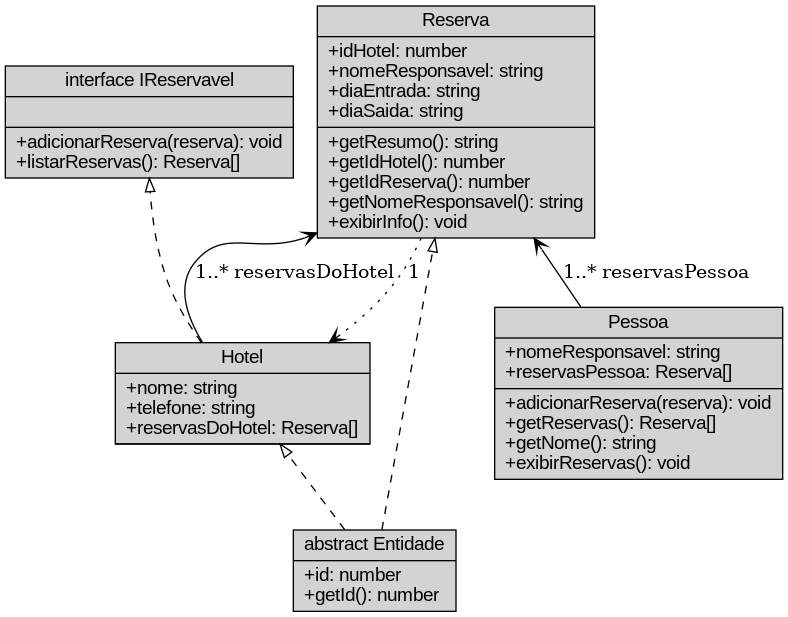 Reserva
+idHotel: number
+nomeResponsavel: string
+diaEntrada: string
+diaSaida: string
+getResumo(): string
+getIdHotel(): number
+getIdReserva(): number
+getNomeResponsavel(): string
+exibirInfo(): void
interface IReservavel
+adicionarReserva(reserva): void
+listarReservas(): Reserva[]
1..* reservasDoHotel
1
1..* reservasPessoa
Hotel
+nome: string
+telefone: string
+reservasDoHotel: Reserva[]
Pessoa
+nomeResponsavel: string
+reservasPessoa: Reserva[]
+adicionarReserva(reserva): void
+getReservas(): Reserva[]
+getNome(): string
+exibirReservas(): void
abstract Entidade
+id: number
+getId(): number